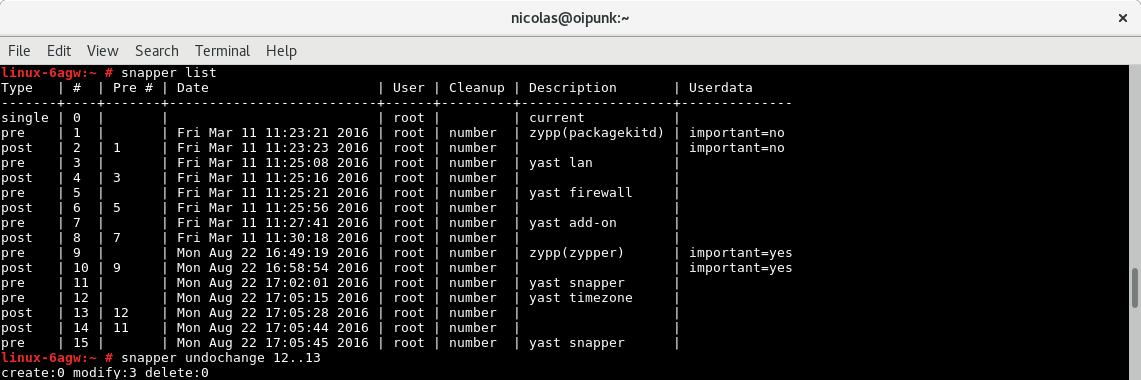 nicolas@oipunk:~
File Edit View Search Terminal Help
linux-6agw:~ # snapper list
Type   | #  | Pre # | Date                     | User | Cleanup | Description       | Userdata
-------+----+-------+--------------------------+------+---------+-------------------+--------------
single | 0  |       |                          | root |         | current           |
pre    | 1  |       | Fri Mar 11 11:23:21 2016 | root | number  | zypp(packagekitd) | important=no
post   | 2  | 1     | Fri Mar 11 11:23:23 2016 | root | number  |                   | important=no
pre    | 3  |       | Fri Mar 11 11:25:08 2016 | root | number  | yast lan          |
post   | 4  | 3     | Fri Mar 11 11:25:16 2016 | root | number  |                   |
pre    | 5  |       | Fri Mar 11 11:25:21 2016 | root | number  | yast firewall     |
post   | 6  | 5     | Fri Mar 11 11:25:56 2016 | root | number  |                   |
pre    | 7  |       | Fri Mar 11 11:27:41 2016 | root | number  | yast add-on       |
post   | 8  | 7     | Fri Mar 11 11:30:18 2016 | root | number  |                   |
pre    | 9  |       | Mon Aug 22 16:49:19 2016 | root | number  | zypp(zypper)      | important=yes
post   | 10 | 9     | Mon Aug 22 16:58:54 2016 | root | number  |                   | important=yes
pre    | 11 |       | Mon Aug 22 17:02:01 2016 | root | number  | yast snapper      |
pre    | 12 |       | Mon Aug 22 17:05:15 2016 | root | number  | yast timezone     |
post   | 13 | 12    | Mon Aug 22 17:05:28 2016 | root | number  |                   |
post   | 14 | 11    | Mon Aug 22 17:05:44 2016 | root | number  |                   |
pre    | 15 |       | Mon Aug 22 17:05:45 2016 | root | number  | yast snapper      |
linux-6agw:~ # snapper undochange 12..13
create:0 modify:3 delete:0